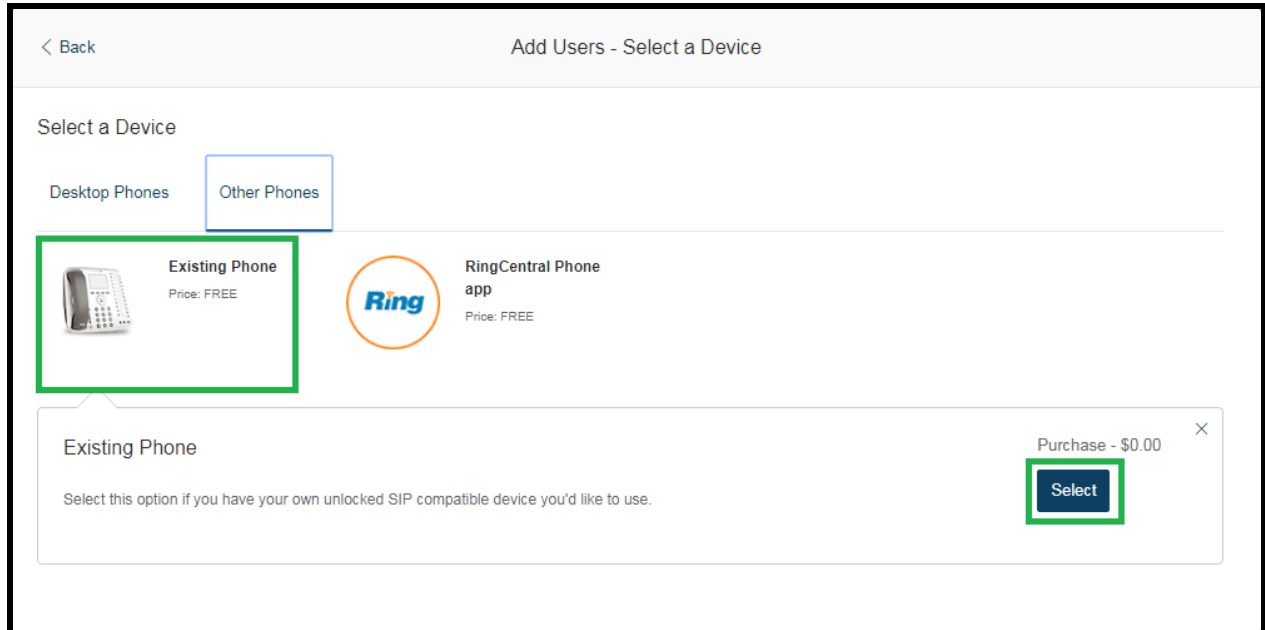 Back
Add Users - Select a Device
Select a Device
Desktop Phones
Other Phones
Existing Phone
Price: FREE
Ring
RingCentral Phone
app
Price: FREE
Existing Phone
Purchase - $0.00
Select this option if you have your own unlocked SIP compatible device you'd like to use.
Select